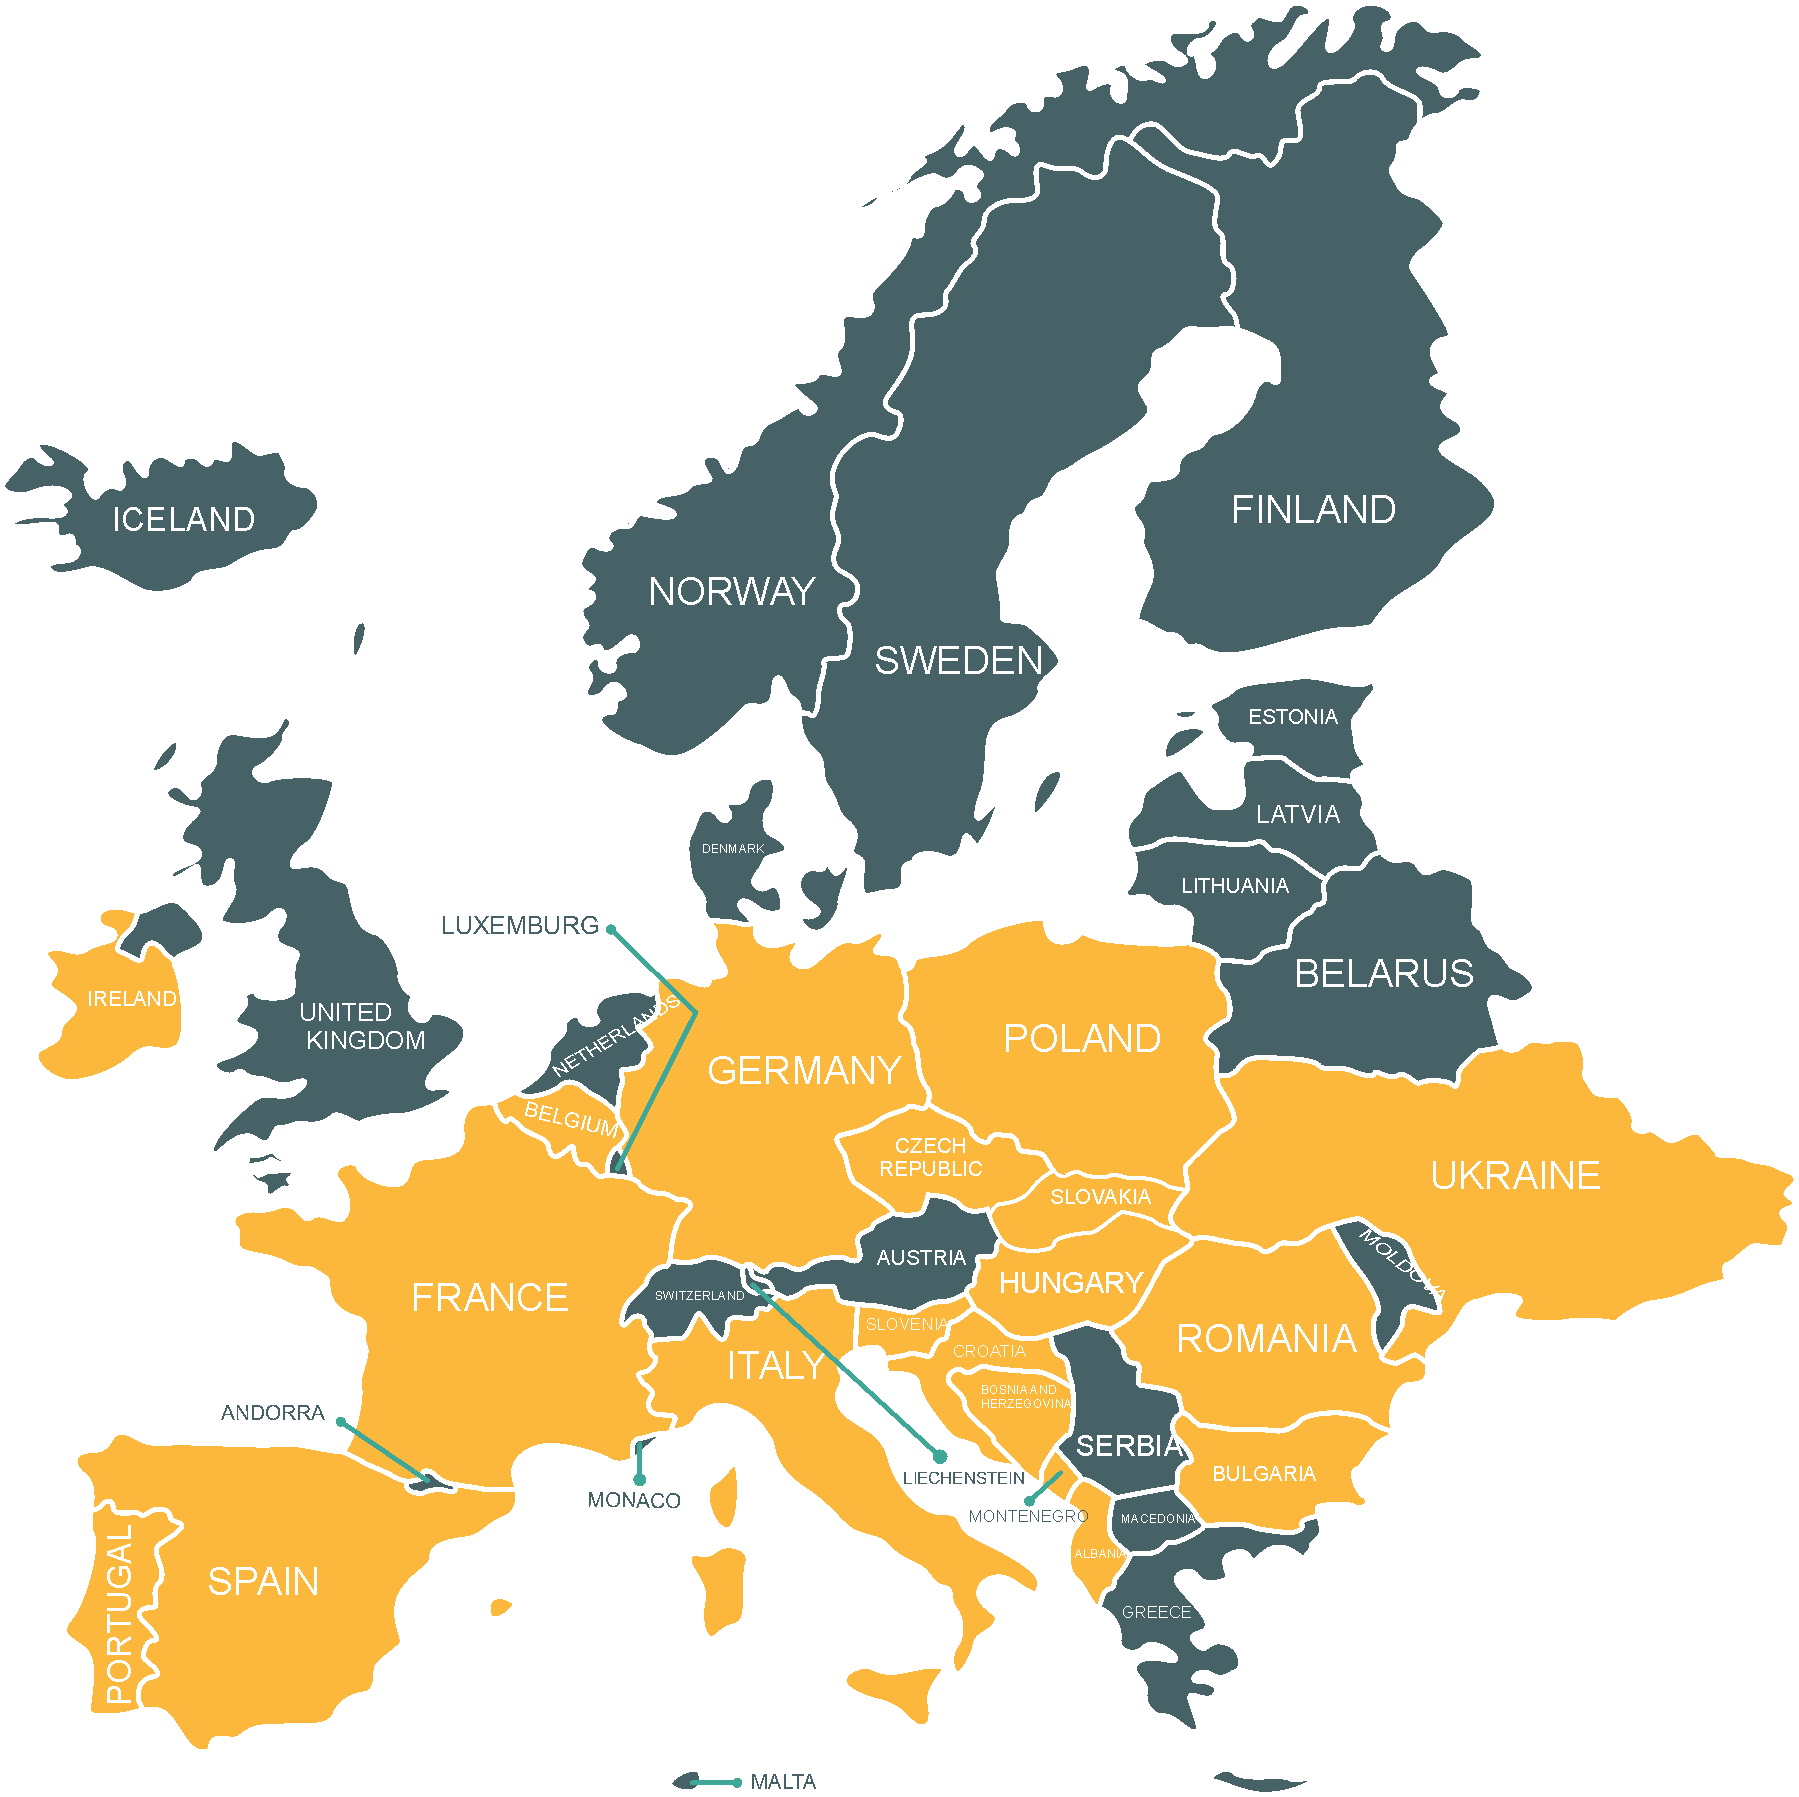 ICELAND
FINLAND
NORWAY
SWEDEN
ESTONIA
LATVIA
DENMARK
LITHUANIA
LUXEMBURG
BELARUS
IRELAND
UNITED
KINGDOM
NETHERLANDS
POLAND
GERMANY
BELGIUM
CZECH
REPUBLIC
UKRAINE
SLOVAKIA
AUSTRIA
MOLDOVA
HUNGARY
FRANCE
SWITZERLAND
SLOVENIA
ROMANIA
CROATIA
ITALY
BOSNIA AND
HERZEGOVINA
ANDORRA
SERBIA
BULGARIA
LIECHENSTEIN
MONACO
MONTENEGRO
MACEDONIA
ALBANIA
SPAIN
PORTUGAL
GREECE
MALTA